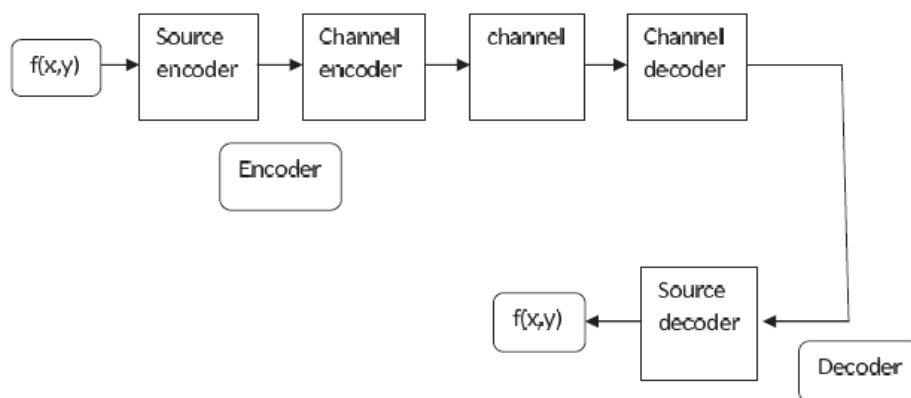 f(x,y)
Source
encoder
Channel
encoder
channel
Channel
decoder
Encoder
Source
decoder
f(x,y)
Decoder